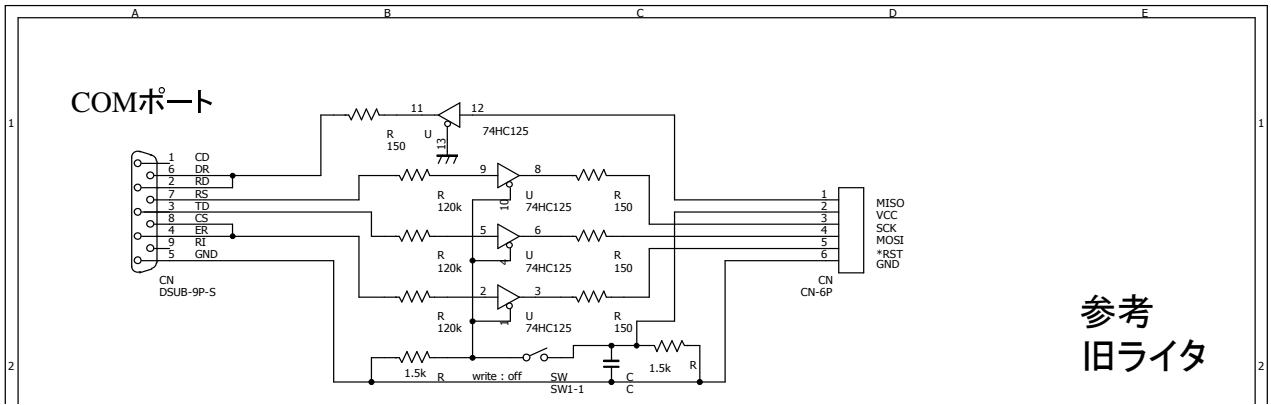 A B C D E
COMポート
1 1
11 12
R U 74HC125
150 13
1 CD
6 DR
2 RD
7 RS
3 TD
8 CS
4 ER
9 RI
5 GND
CN
DSUB-9P-S
9 8
R 10 U R
120k 74HC125 150
5 6
R 4 U R
120k 74HC125 150
2 3
R 1 U R
120k 74HC125 150
1 MISO
2 VCC
3 SCK
4 MOSI
5 *RST
6 GND
CN
CN-6P
参考
旧ライタ
2 2
1.5k R write : off SW C 1.5k R
SW1-1 C